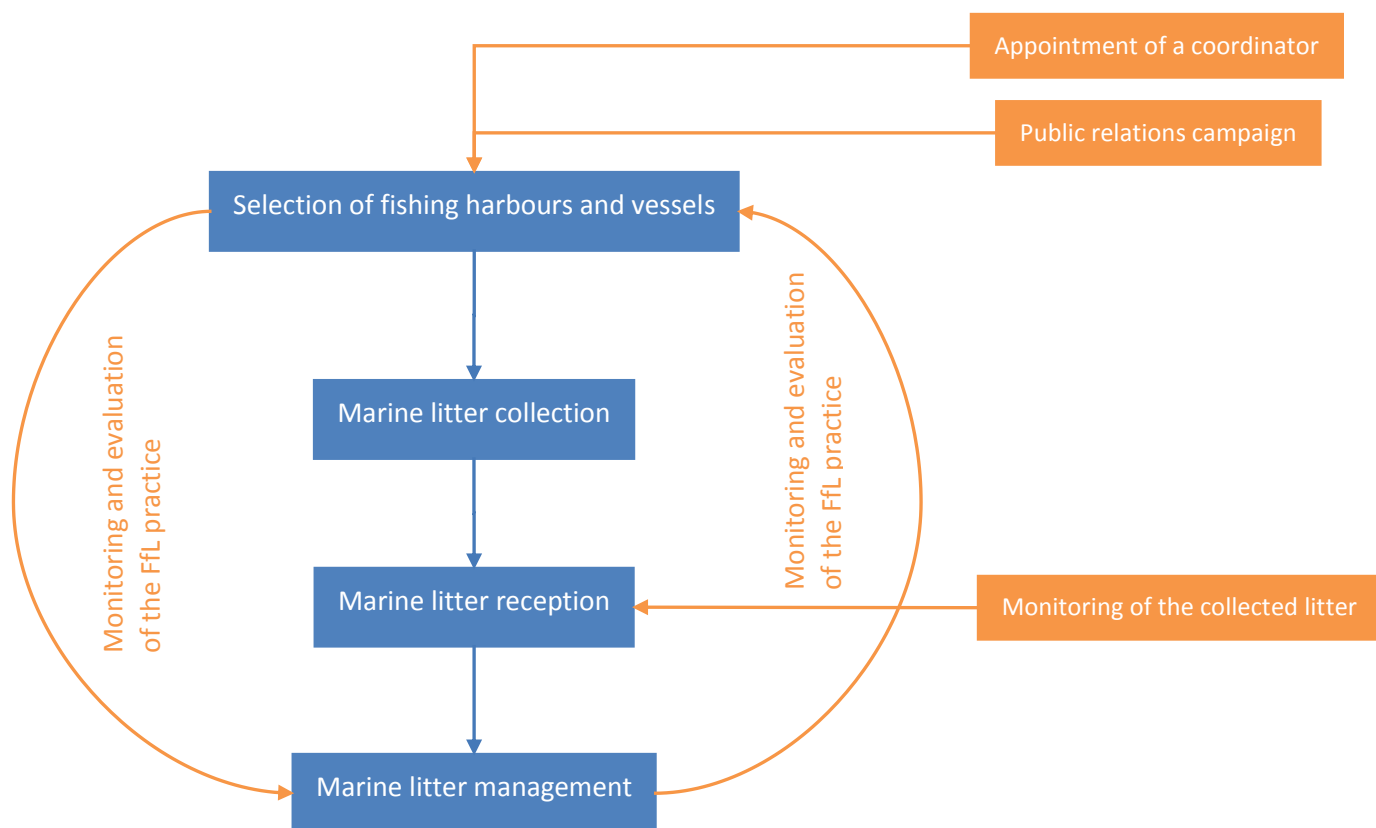 Appointment of a coordinator
Public relations campaign
Selection of fishing harbours and vessels
Monitoring and evaluation
of the FfL practice
Marine litter collection
Monitoring and evaluation
of the FfL practice
Marine litter reception
Monitoring of the collected litter
Marine litter management